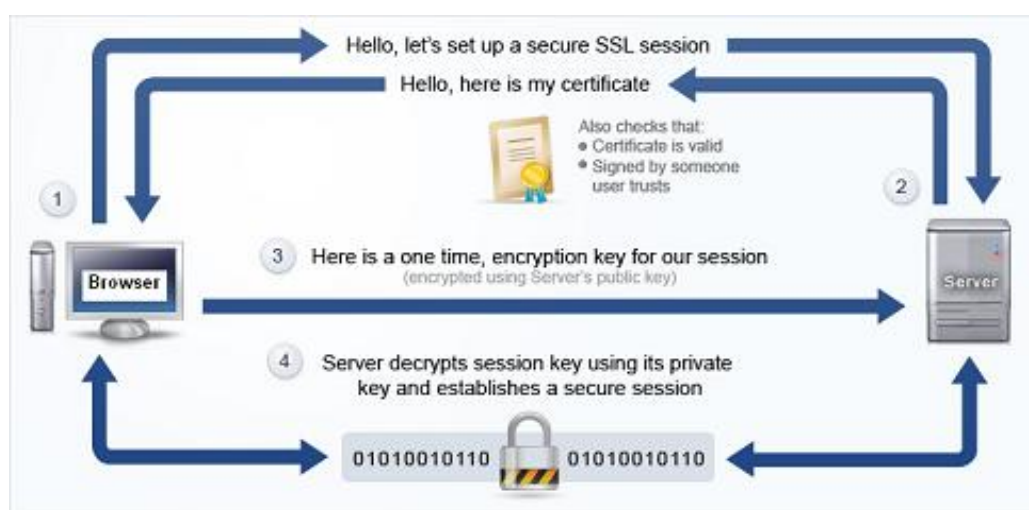 Hello, let's set up a secure SSL session
Hello, here is my certificate
Also checks that:
• Certificate is valid
• Signed by someone
user trusts
1
2
3 Here is a one time, encryption key for our session
(encrypted using Server's public key)
Browser
Server
4 Server decrypts session key using its private
key and establishes a secure session
01010010110 01010010110